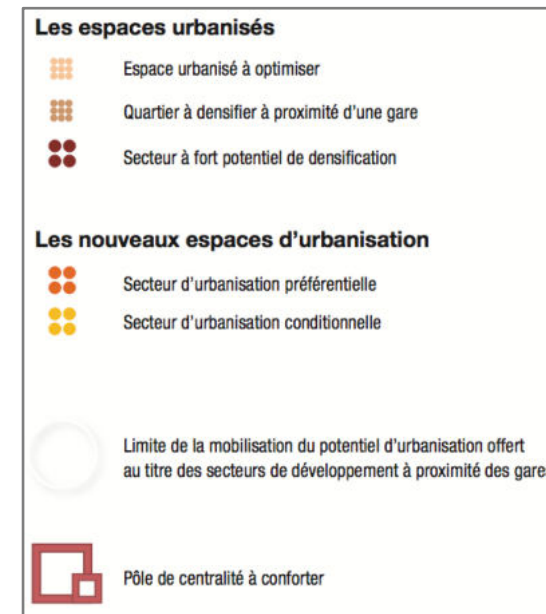 Les espaces urbanisés
Espace urbanisé à optimiser
Quartier à densifier à proximité d'une gare
Secteur à fort potentiel de densification
Les nouveaux espaces d'urbanisation
Secteur d'urbanisation préférentielle
Secteur d'urbanisation conditionnelle
Limite de la mobilisation du potentiel d'urbanisation offert
au titre des secteurs de développement à proximité des gare
Pôle de centralité à conforter